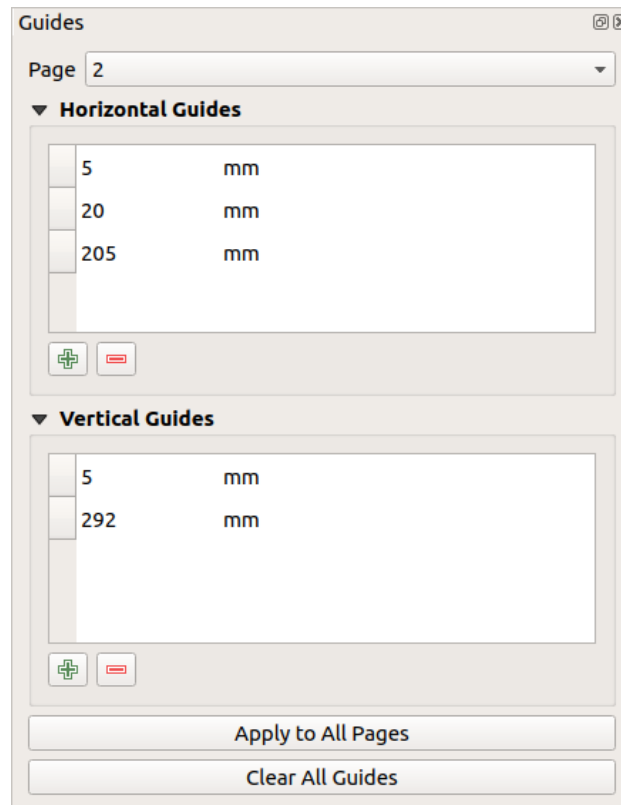 Guides
Page 2
Horizontal Guides
5 mm
20 mm
205 mm
Vertical Guides
5 mm
292 mm
Apply to All Pages
Clear All Guides